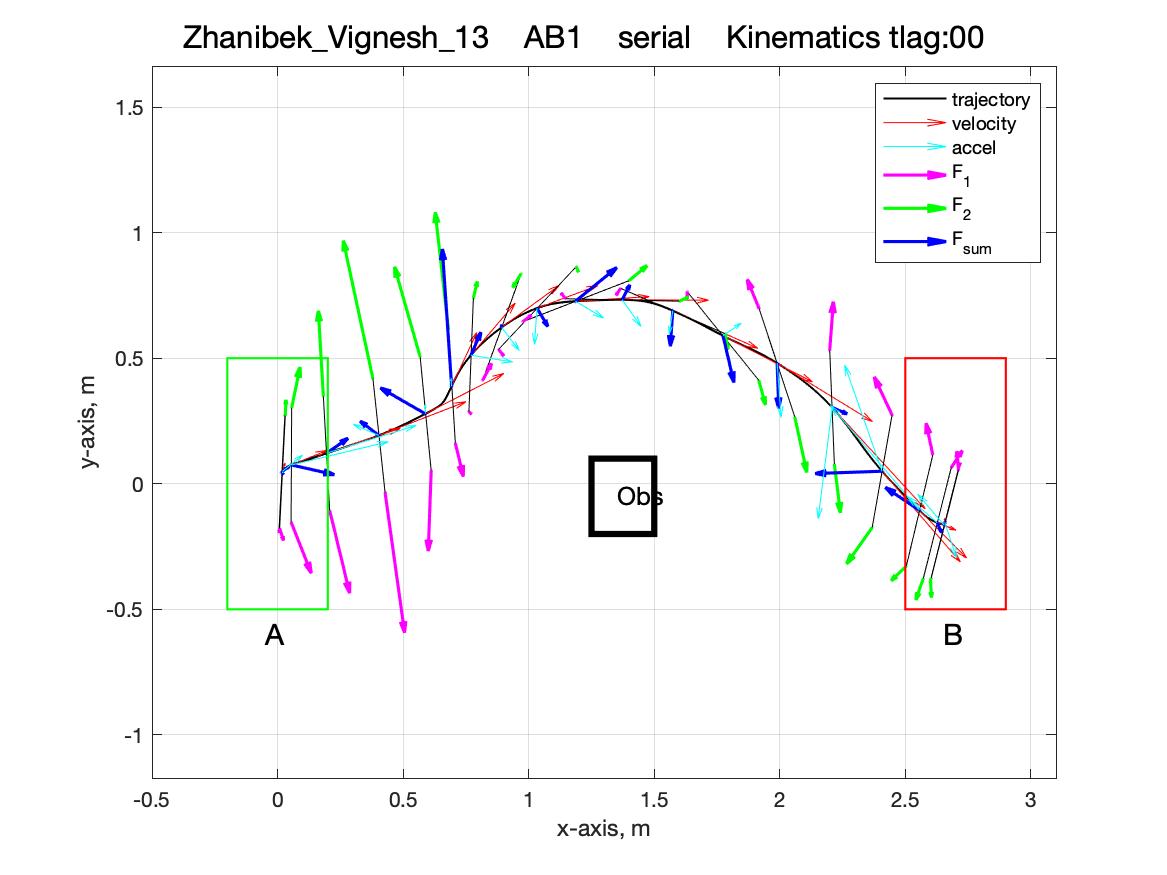 Zhanibek_Vignesh_13 AB1 serial Kinematics tlag:00
trajectory
velocity
accel
F1
F2
Fsum
1.5
1
0.5
0
-0.5
-1
y-axis, m
Obs
A
B
-0.5 0 0.5 1 1.5 2 2.5 3
x-axis, m